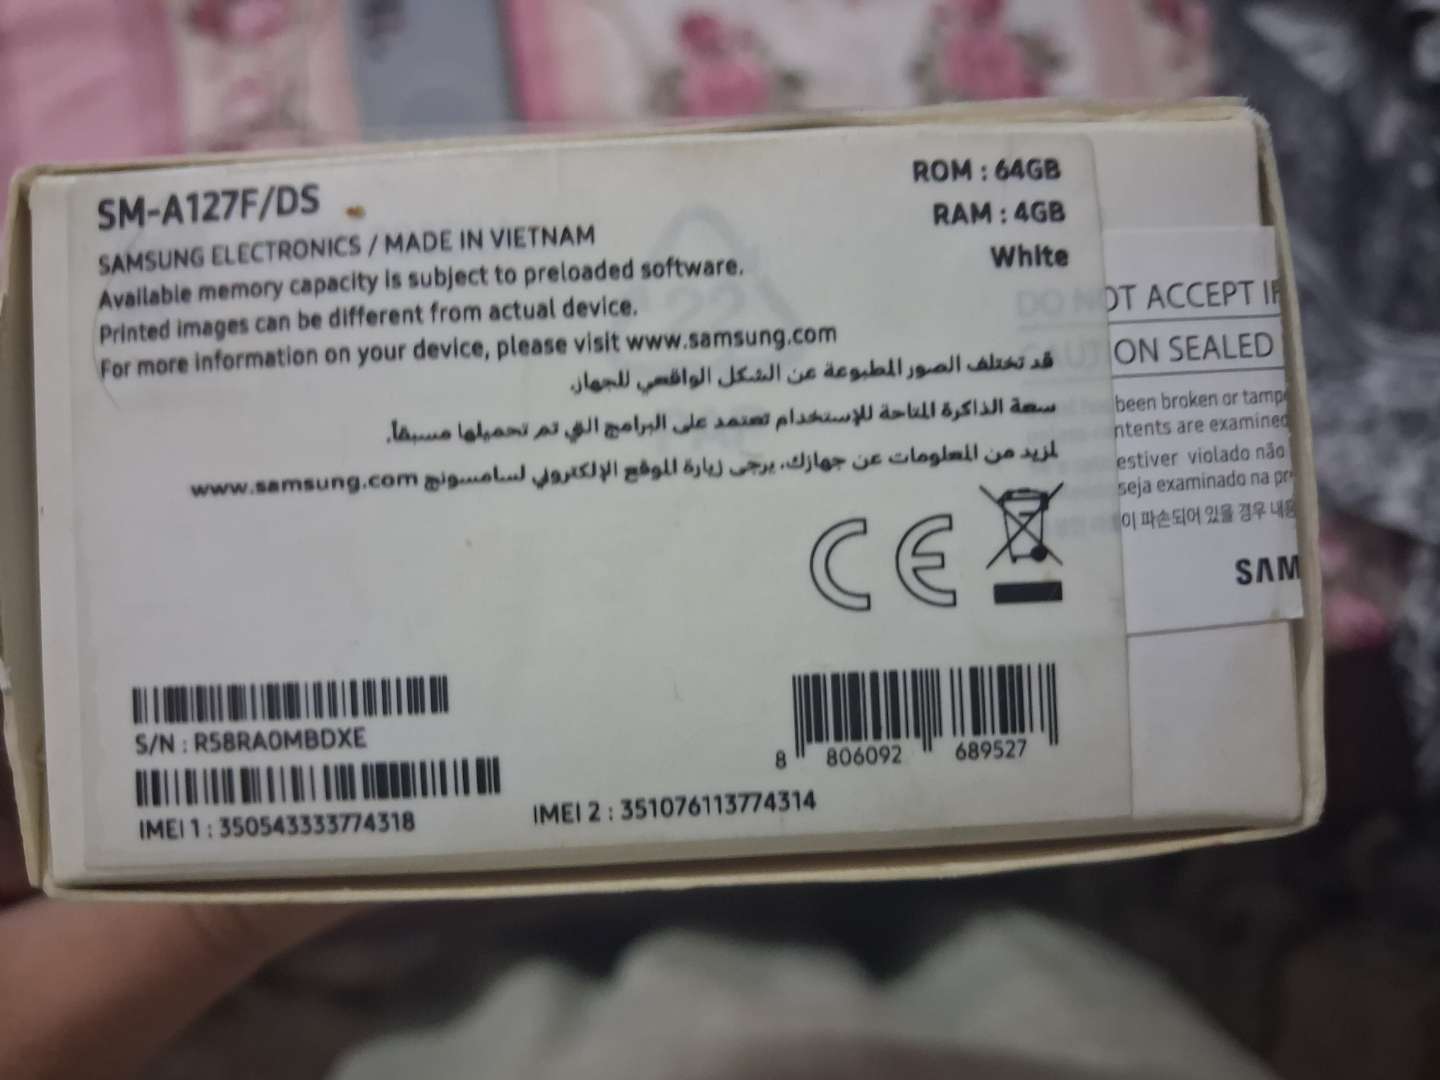 SM-A127F/DS
SAMSUNG ELECTRONICS / MADE IN VIETNAM
Available memory capacity is subject to preloaded software.
Printed images can be different from actual device.
For more information on your device, please visit www.samsung.com
ROM : 64GB
RAM : 4GB
White
قد تختلف الصور المطبوعة عن الشكل الواقعي للجهاز.
سعة الذاكرة المتاحة للإستخدام تعتمد على البرامج التي تم تحميلها مسبقاً.
لمزيد من المعلومات عن جهازك، يرجى زيارة الموقع الإلكتروني لسامسونج www.samsung.com
CE
S/N : R58RA0MBDXE
IMEI 1 : 350543333774318
IMEI 2 : 351076113774314
8 806092 689527
DO NOT ACCEPT IF
CAUTION SEALED
been broken or tamp
ntents are examined
estiver violado não
seja examinado na pr
이 파손되어 있을 경우 내용
SAM